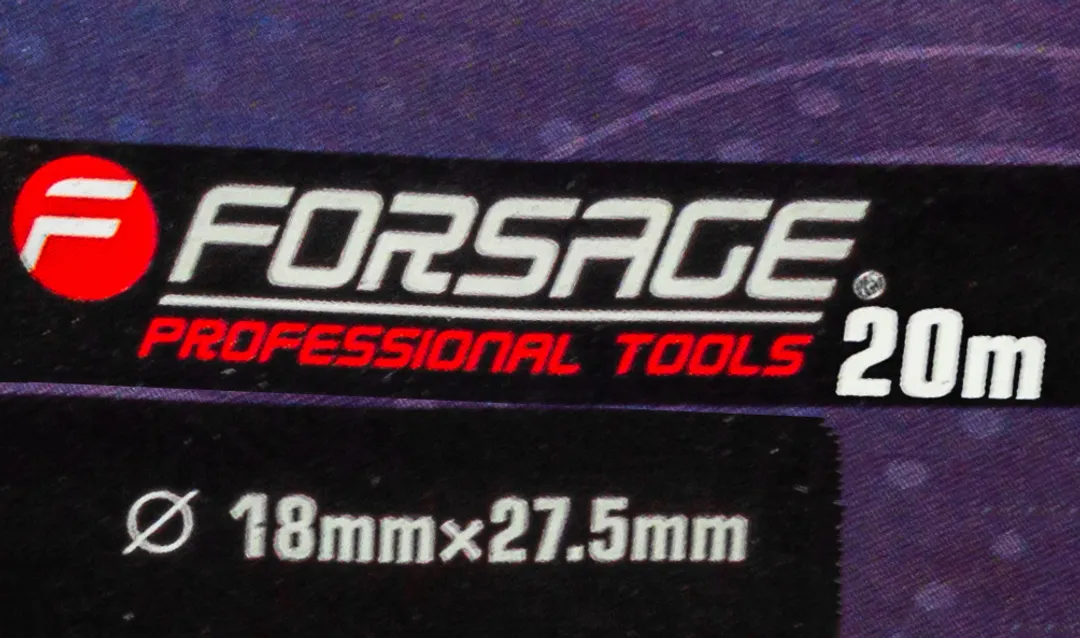 F FORSAGE
PROFESSIONAL TOOLS 20m
Ø 18mm×27.5mm